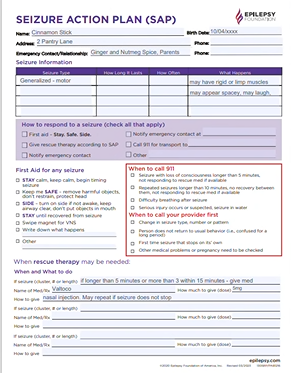 SEIZURE ACTION PLAN (SAP)
EPILEPSY
FOUNDATION
Name: Cinnamon Stick Birth Date: 10/04/xxxx
Address: 2 Pantry Lane Phone:
Emergency Contact/Relationship: Ginger and Nutmeg Spice, Parents Phone:
Seizure Information
Seizure Type How Long It Lasts How Often What Happens
Generalized - motor may have rigid or limp muscles
may appear spacey, may laugh,
How to respond to a seizure (check all that apply)
First aid – Stay. Safe. Side. Notify emergency contact at
Give rescue therapy according to SAP Call 911 for transport to
Notify emergency contact Other
First Aid for any seizure
STAY calm, keep calm, begin timing
seizure
Keep me SAFE – remove harmful objects,
don't restrain, protect head
SIDE – turn on side if not awake, keep
airway clear, don't put objects in mouth
STAY until recovered from seizure
Swipe magnet for VNS
Write down what happens
Other
When to call 911
Seizure with loss of consciousness longer than 5 minutes,
not responding to rescue med if available
Repeated seizures longer than 10 minutes, no recovery between
them, not responding to rescue med if available
Difficulty breathing after seizure
Serious injury occurs or suspected, seizure in water
When to call your provider first
Change in seizure type, number or pattern
Person does not return to usual behavior (i.e., confused for a
long period)
First time seizure that stops on its' own
Other medical problems or pregnancy need to be checked
When rescue therapy may be needed:
When and What to do
If seizure (cluster, # or length) if longer than 5 minutes or more than 3 within 15 minutes - give med
Name of Med/Rx Valtoco How much to give (dose) 5mg
How to give nasal injection. May repeat if seizure does not stop
If seizure (cluster, # or length)
Name of Med/Rx How much to give (dose)
How to give
If seizure (cluster, # or length)
Name of Med/Rx How much to give (dose)
How to give
epilepsy.com